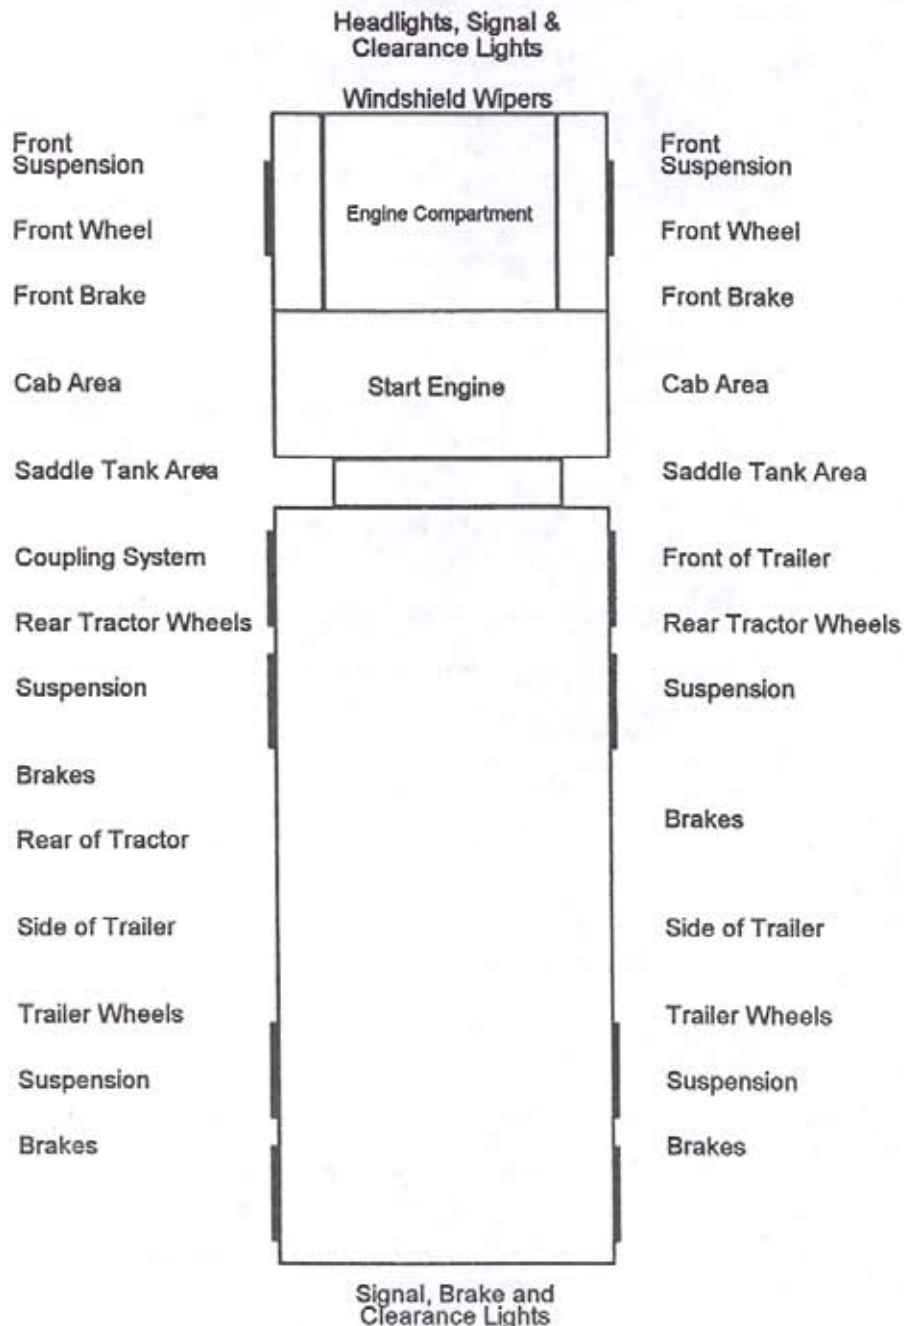 Headlights, Signal &
Clearance Lights
Windshield Wipers
Front
Suspension
Front Wheel
Front Brake
Cab Area
Saddle Tank Area
Coupling System
Rear Tractor Wheels
Suspension
Brakes
Rear of Tractor
Side of Trailer
Trailer Wheels
Suspension
Brakes
Engine Compartment
Start Engine
Front
Suspension
Front Wheel
Front Brake
Cab Area
Saddle Tank Area
Front of Trailer
Rear Tractor Wheels
Suspension
Brakes
Side of Trailer
Trailer Wheels
Suspension
Brakes
Signal, Brake and
Clearance Lights